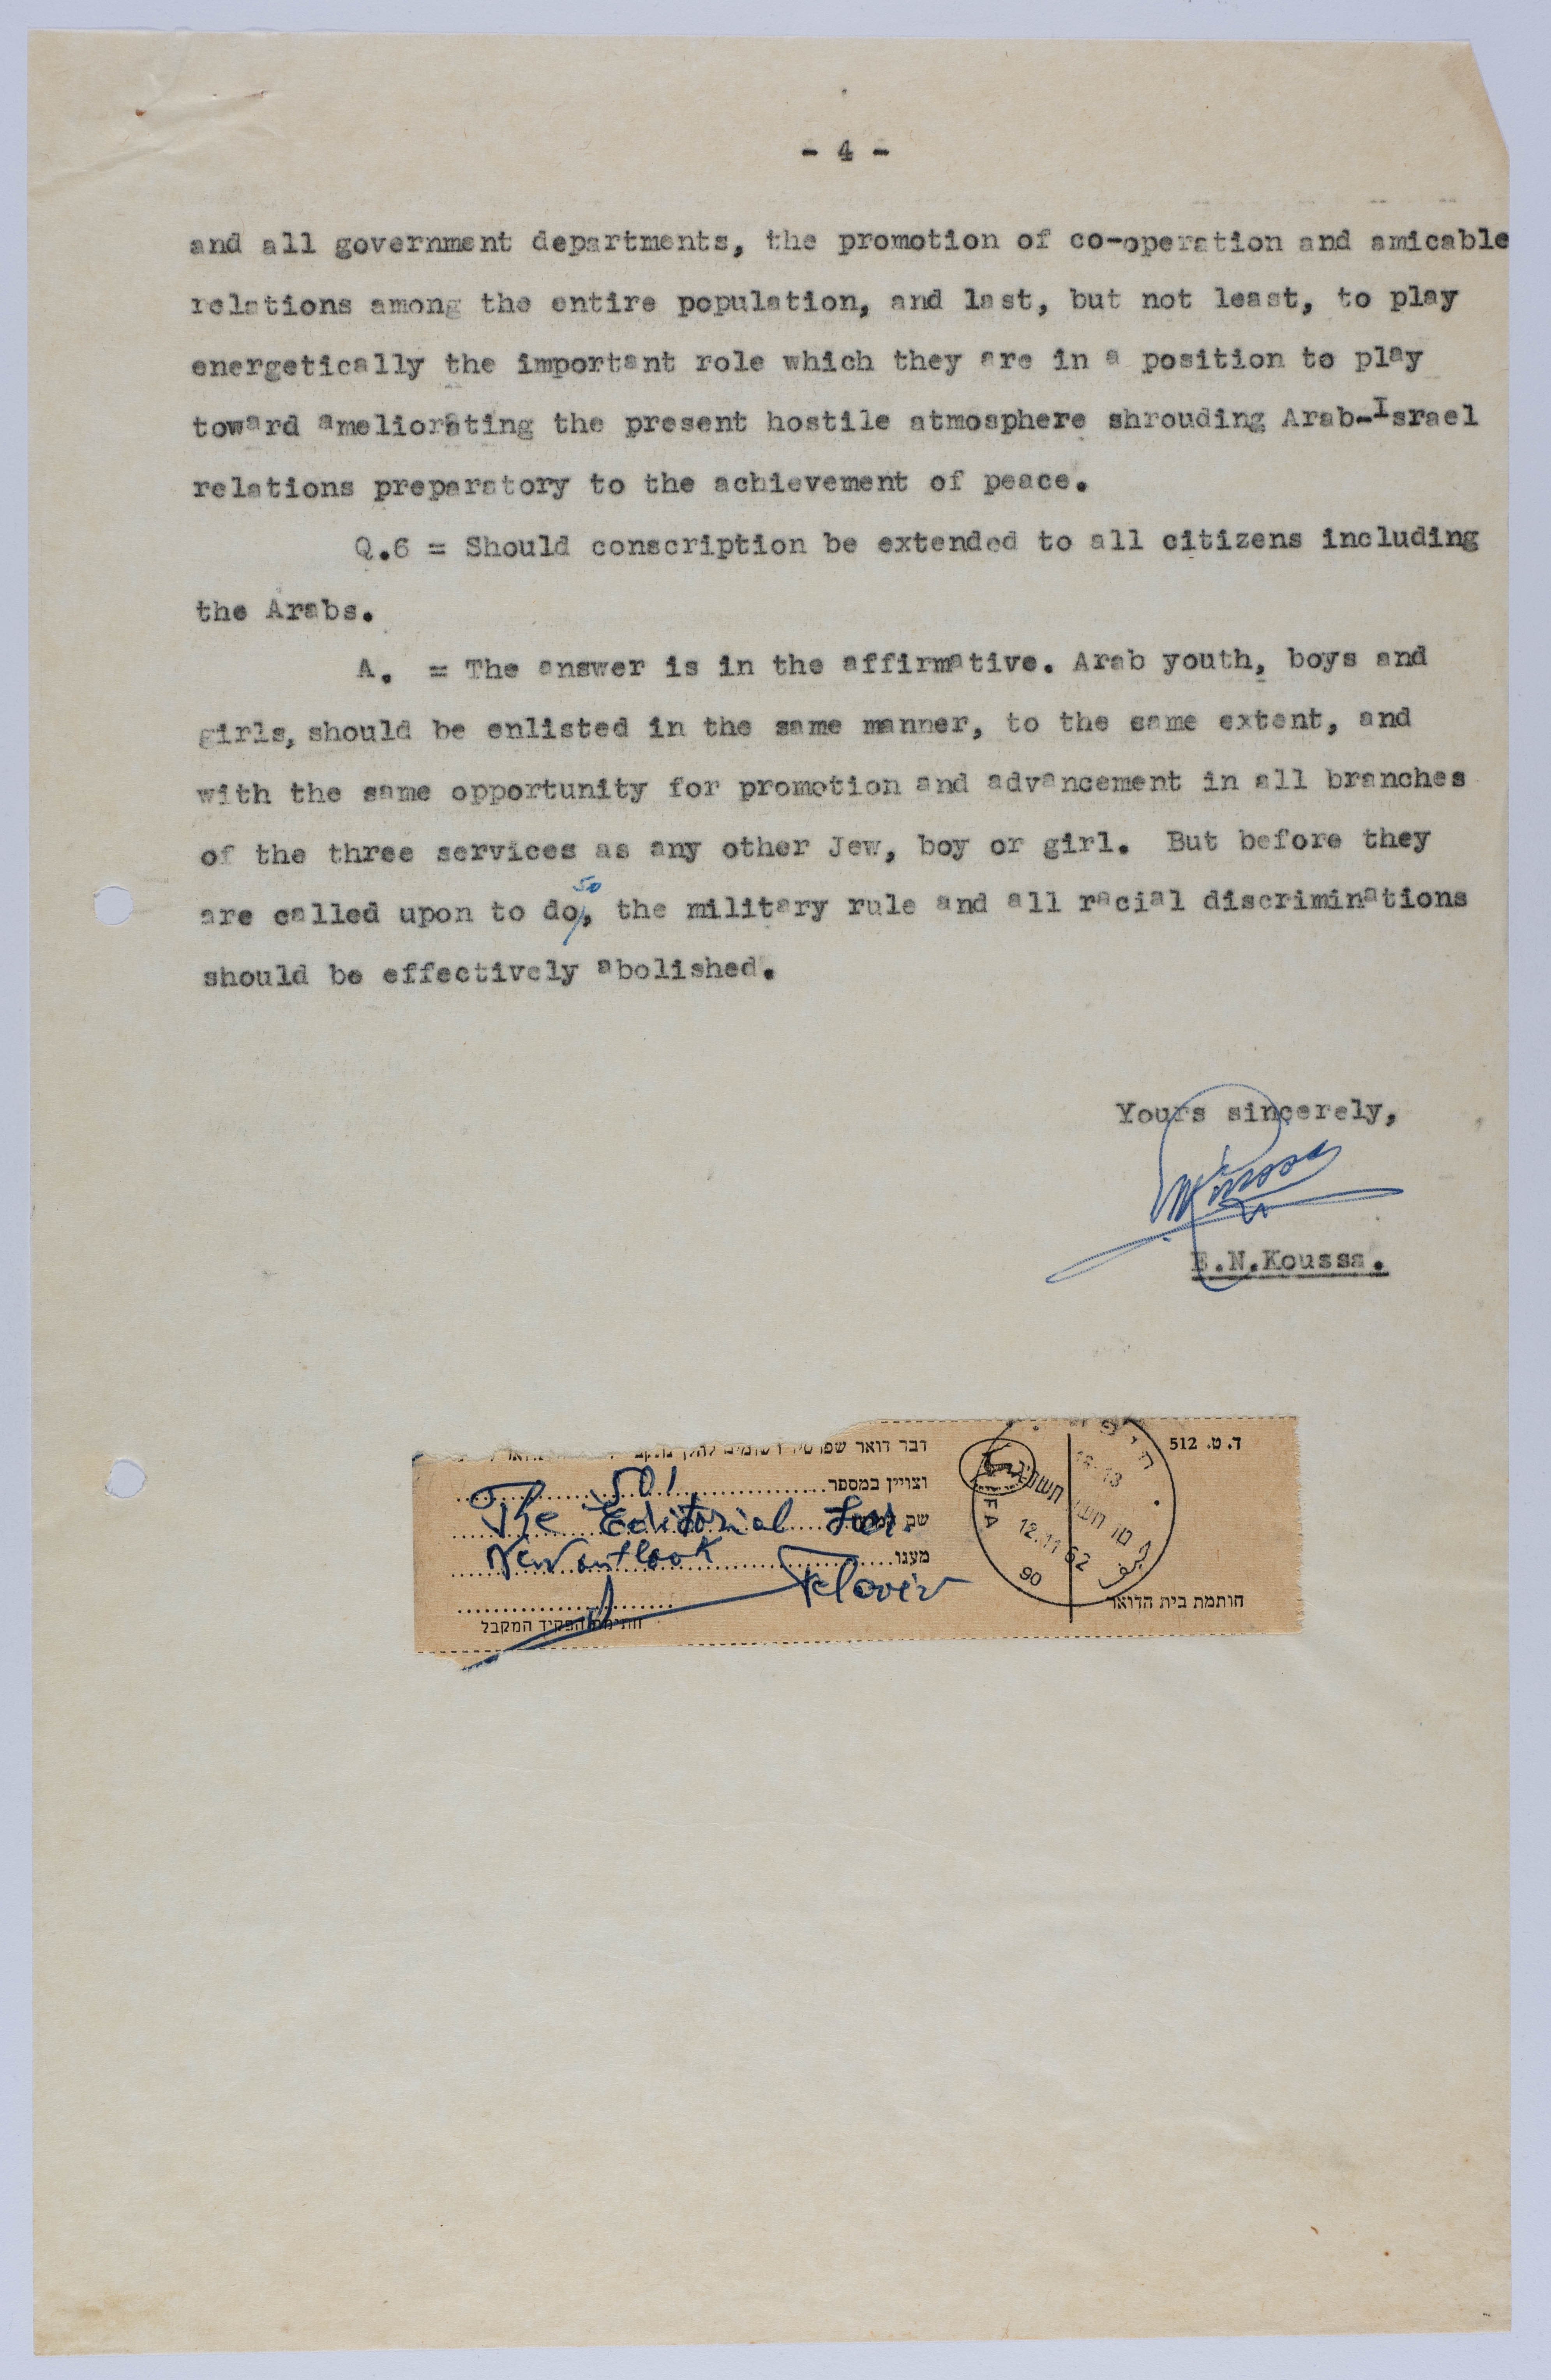 - 4 -
and all government departments, the promotion of co-operation and amicable
relations among the entire population, and last, but not least, to play
energetically the important role which they are in a position to play
toward ameliorating the present hostile atmosphere shrouding Arab-Israel
relations preparatory to the achievement of peace.
Q.6 = Should conscription be extended to all citizens including
the Arabs.
A. = The answer is in the affirmative. Arab youth, boys and
girls, should be enlisted in the same manner, to the same extent, and
with the same opportunity for promotion and advancement in all branches
of the three services as any other Jew, boy or girl. But before they
are called upon to do so, the military rule and all racial discriminations
should be effectively abolished.
Yours sincerely,
E.N.Koussa.
ד.ט. 512
דבר דואר
וצויין במספר 501
שם The Editorial
מענו New outlook
Telaviv
חתימת הפקיד המקבל
12.11.62
90
חותמת בית הדואר